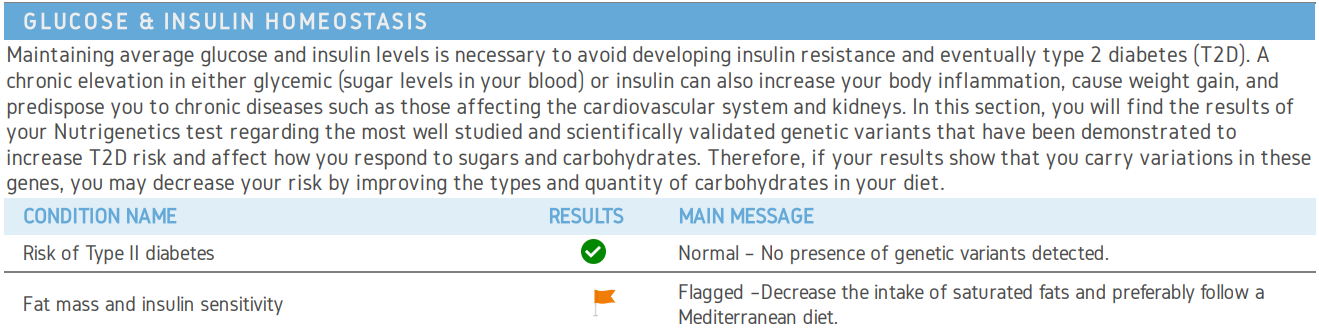 GLUCOSE & INSULIN HOMEOSTASIS
Maintaining average glucose and insulin levels is necessary to avoid developing insulin resistance and eventually type 2 diabetes (T2D). A
chronic elevation in either glycemic (sugar levels in your blood) or insulin can also increase your body inflammation, cause weight gain, and
predispose you to chronic diseases such as those affecting the cardiovascular system and kidneys. In this section, you will find the results of
your Nutrigenetics test regarding the most well studied and scientifically validated genetic variants that have been demonstrated to
increase T2D risk and affect how you respond to sugars and carbohydrates. Therefore, if your results show that you carry variations in these
genes, you may decrease your risk by improving the types and quantity of carbohydrates in your diet.
CONDITION NAME RESULTS MAIN MESSAGE
Risk of Type II diabetes Normal – No presence of genetic variants detected.
Fat mass and insulin sensitivity Flagged –Decrease the intake of saturated fats and preferably follow a
Mediterranean diet.